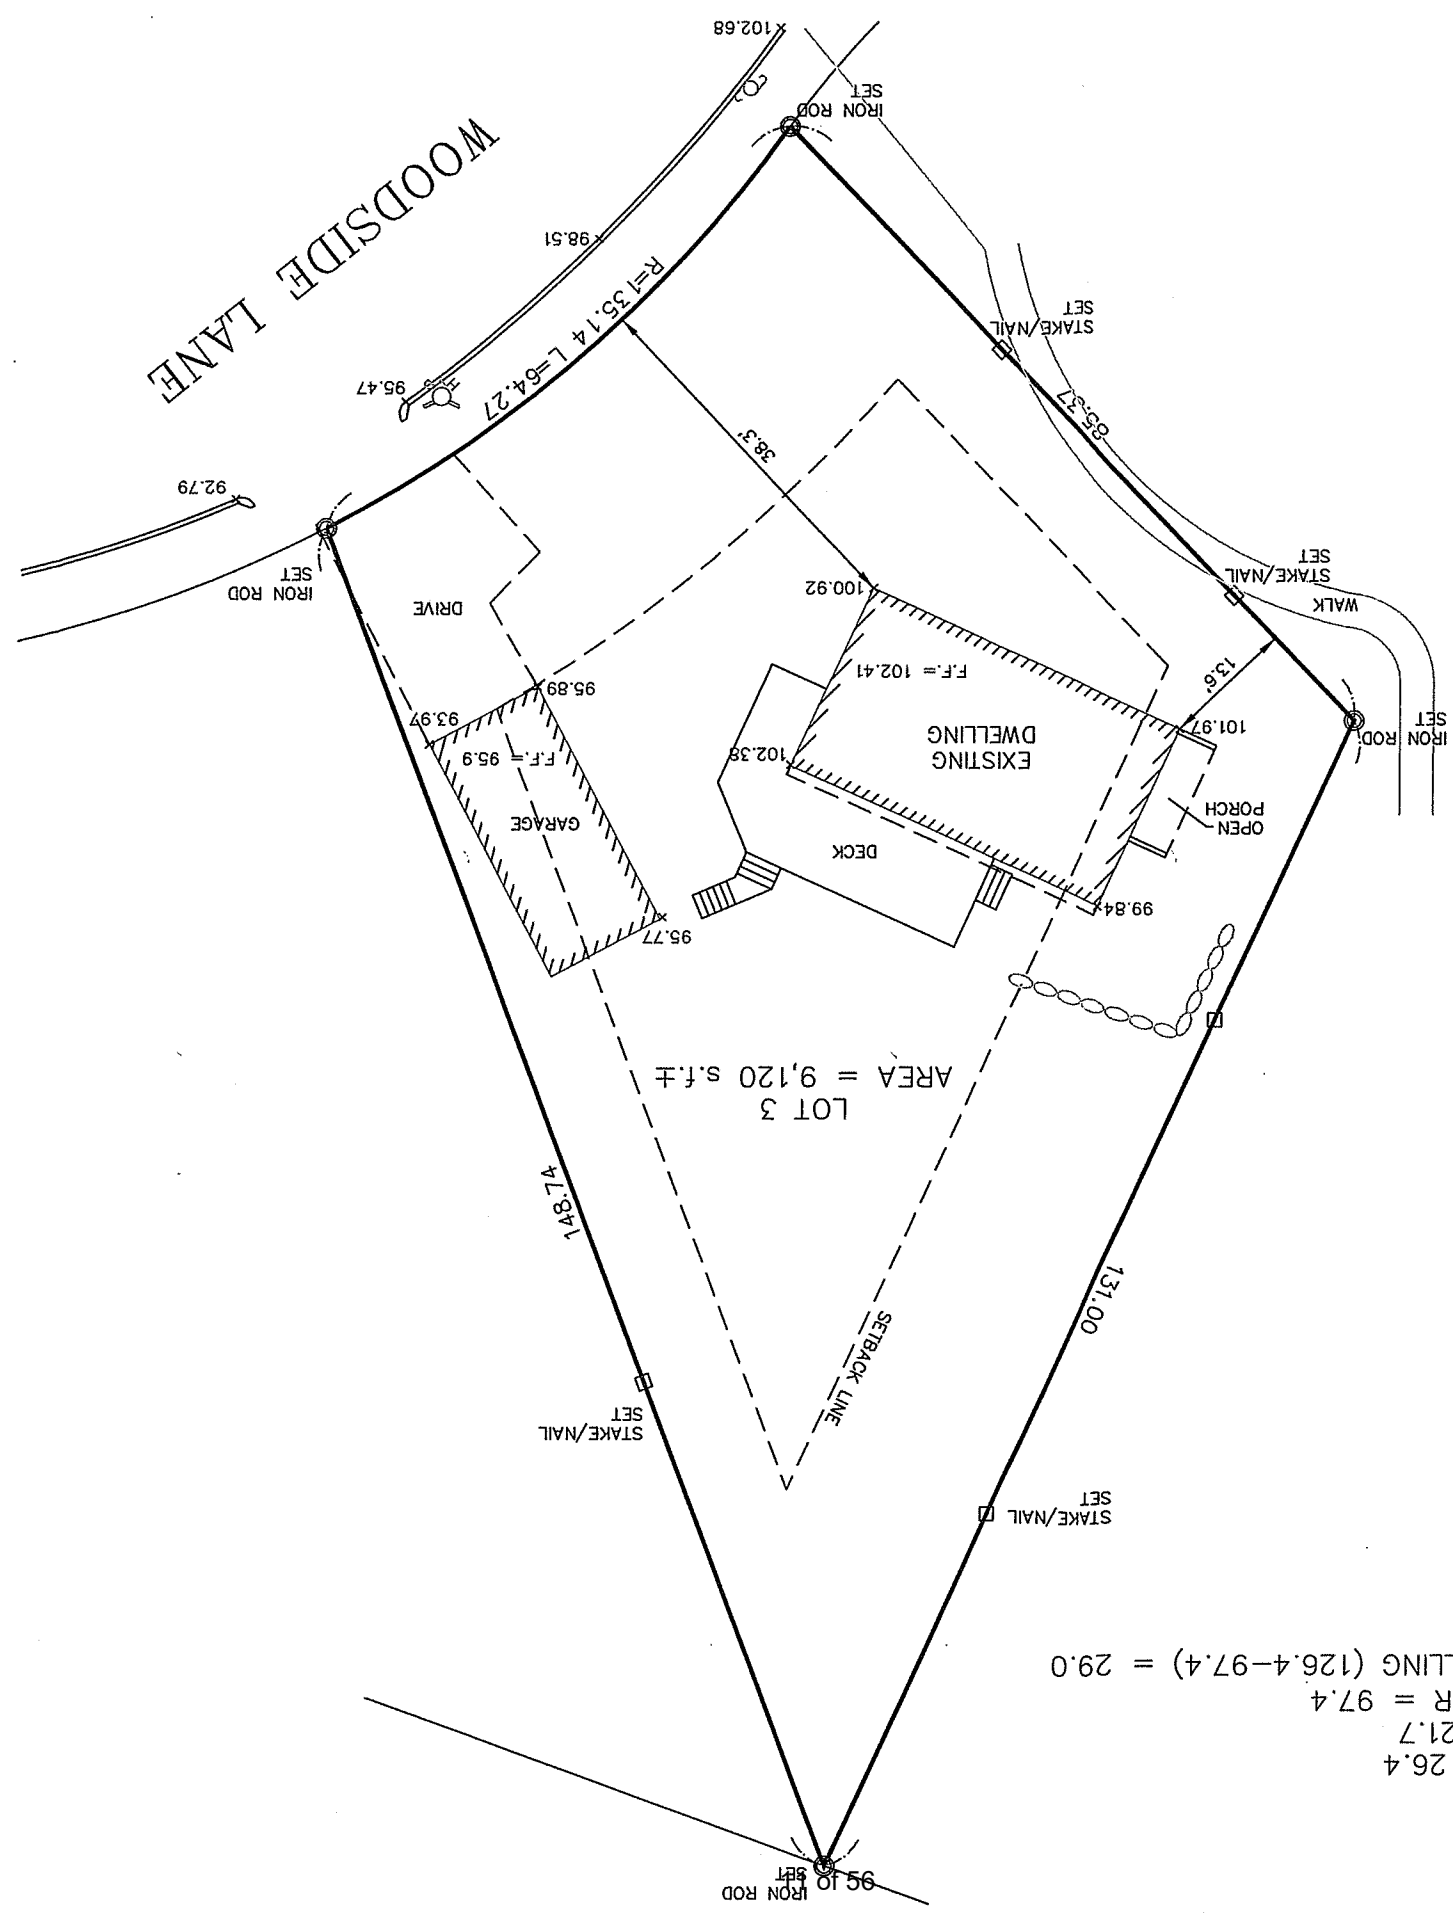 26.4
21.7
R = 97.4
LLING (126.4-97.4) = 29.0
IRON ROD
SET
11 of 56
STAKE/NAIL
SET
STAKE/NAIL
SET
SETBACK LINE
131.00
148.74
LOT 3
AREA = 9,120 s.f.±
99.84
95.77
DECK
OPEN
PORCH
GARAGE
F.F.= 95.9
EXISTING
DWELLING
F.F.= 102.41
102.38
101.97
93.97
95.89
IRON ROD
SET
13.6'
100.92
WALK
DRIVE
IRON ROD
SET
STAKE/NAIL
SET
92.79
38.3'
85.37
95.47
R=135.14 L=64.27
STAKE/NAIL
SET
98.51
WOODSIDE LANE
IRON ROD
SET
102.68